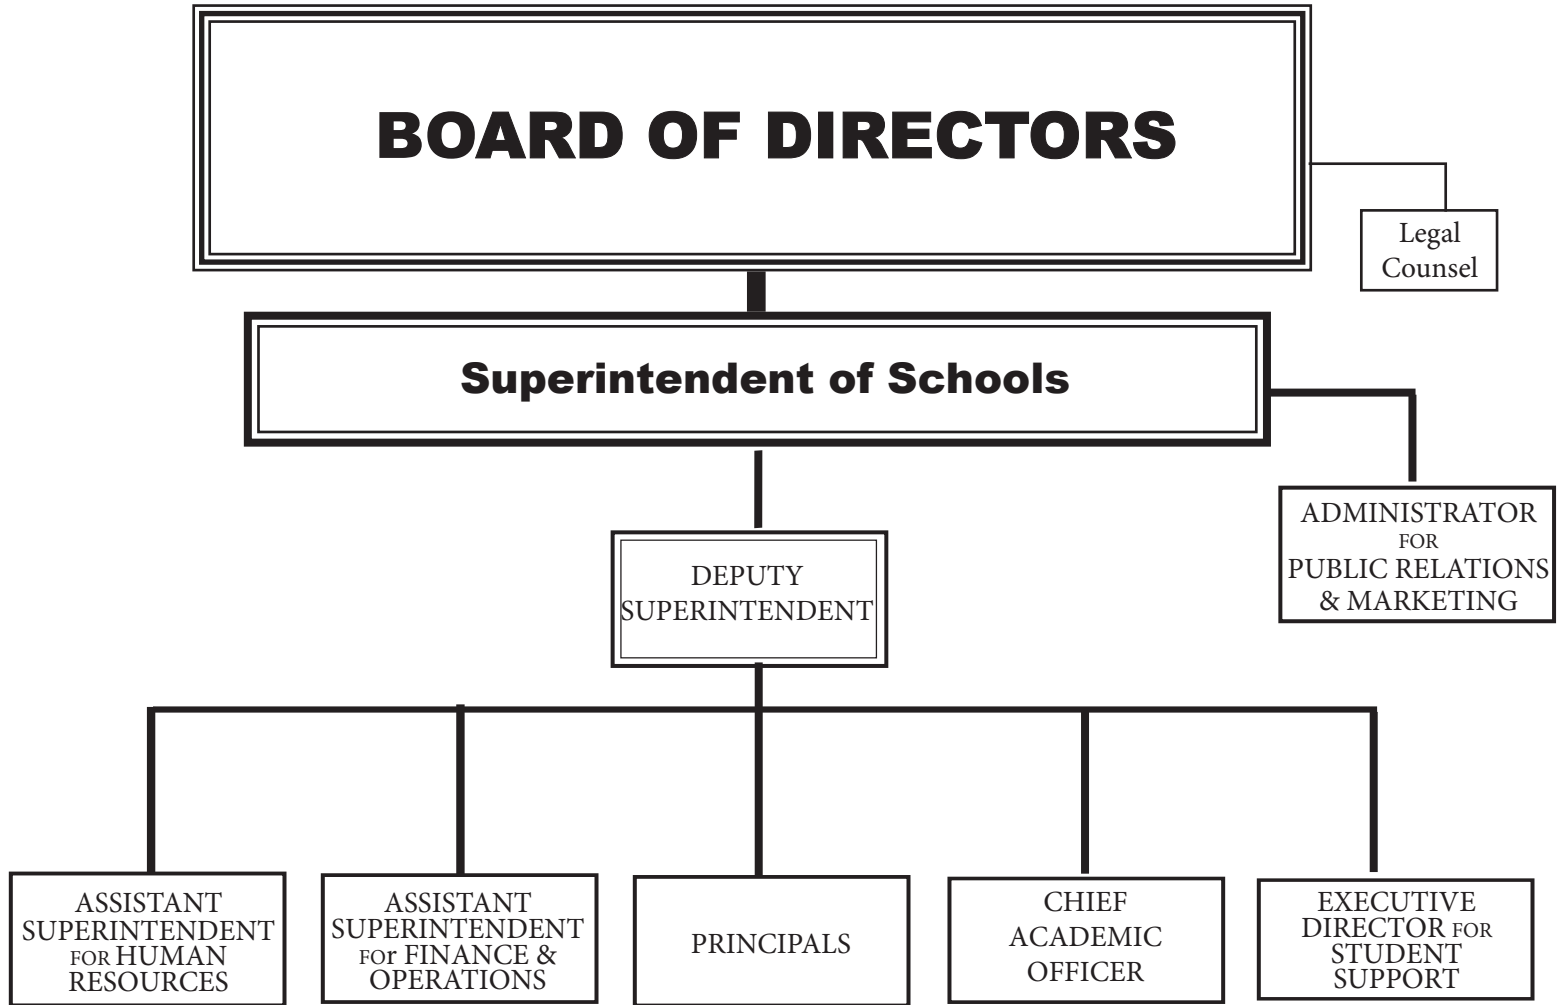 BOARD OF DIRECTORS
Legal
Counsel
Superintendent of Schools
ADMINISTRATOR
FOR
PUBLIC RELATIONS
& MARKETING
DEPUTY
SUPERINTENDENT
ASSISTANT
SUPERINTENDENT
FOR HUMAN
RESOURCES
ASSISTANT
SUPERINTENDENT
FOr FINANCE &
OPERATIONS
PRINCIPALS
CHIEF
ACADEMIC
OFFICER
EXECUTIVE
DIRECTOR FOR
STUDENT
SUPPORT